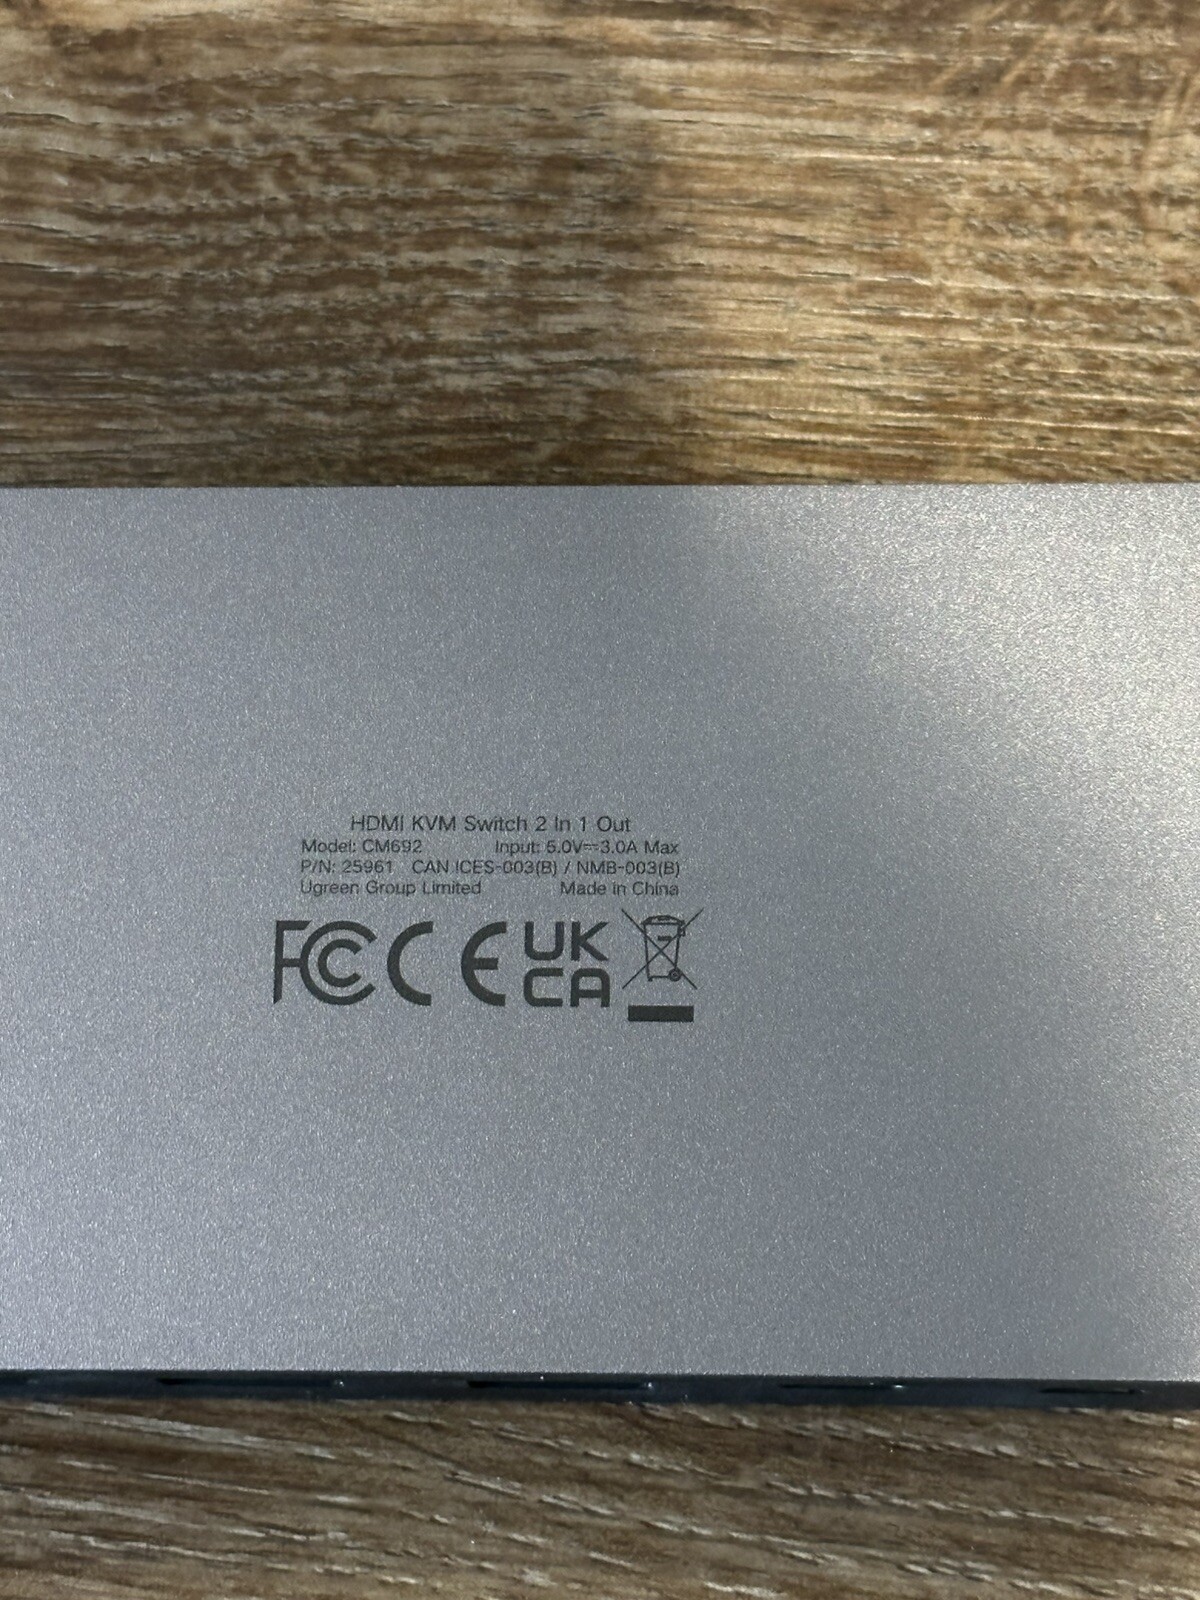 HDMI KVM Switch 2 In 1 Out
Model: CM692 Input: 5.0V⎓3.0A Max
P/N: 25961 CAN ICES-003(B) / NMB-003(B)
Ugreen Group Limited Made in China
FC CE UK
CA